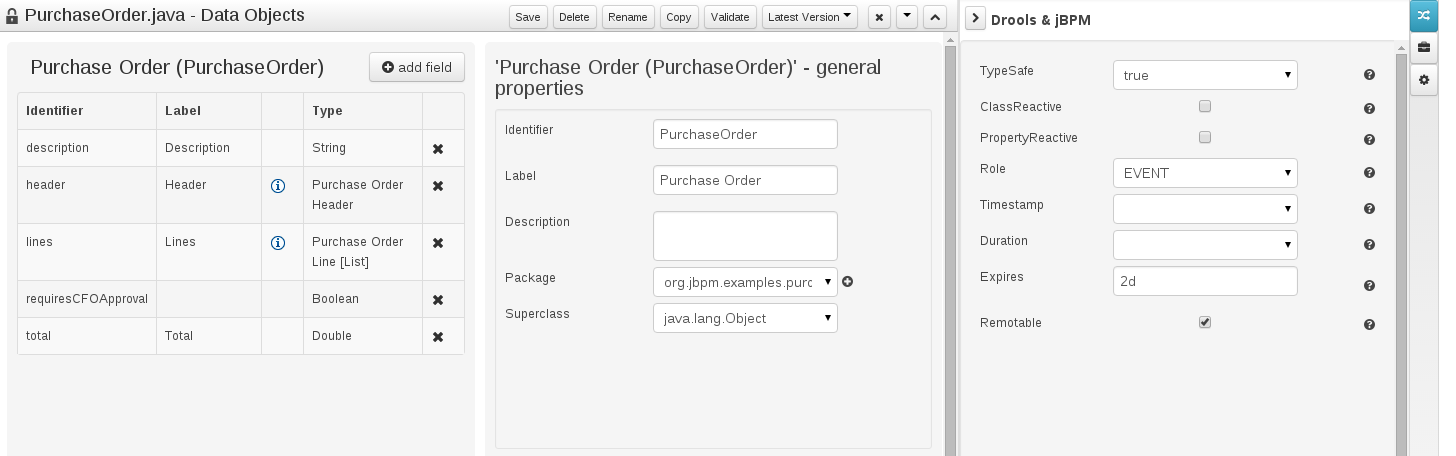 PurchaseOrder.java - Data Objects
Save Delete Rename Copy Validate Latest Version
Purchase Order (PurchaseOrder)
add field
Identifier Label Type
description Description String
header Header Purchase Order
Header
lines Lines Purchase Order
Line [List]
requiresCFOApproval Boolean
total Total Double
'Purchase Order (PurchaseOrder)' - general
properties
Identifier PurchaseOrder
Label Purchase Order
Description
Package org.jbpm.examples.purc
Superclass java.lang.Object
Drools & jBPM
TypeSafe true
ClassReactive
PropertyReactive
Role EVENT
Timestamp
Duration
Expires 2d
Remotable